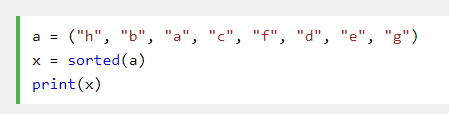 a = ("h", "b", "a", "c", "f", "d", "e", "g")
x = sorted(a)
print(x)